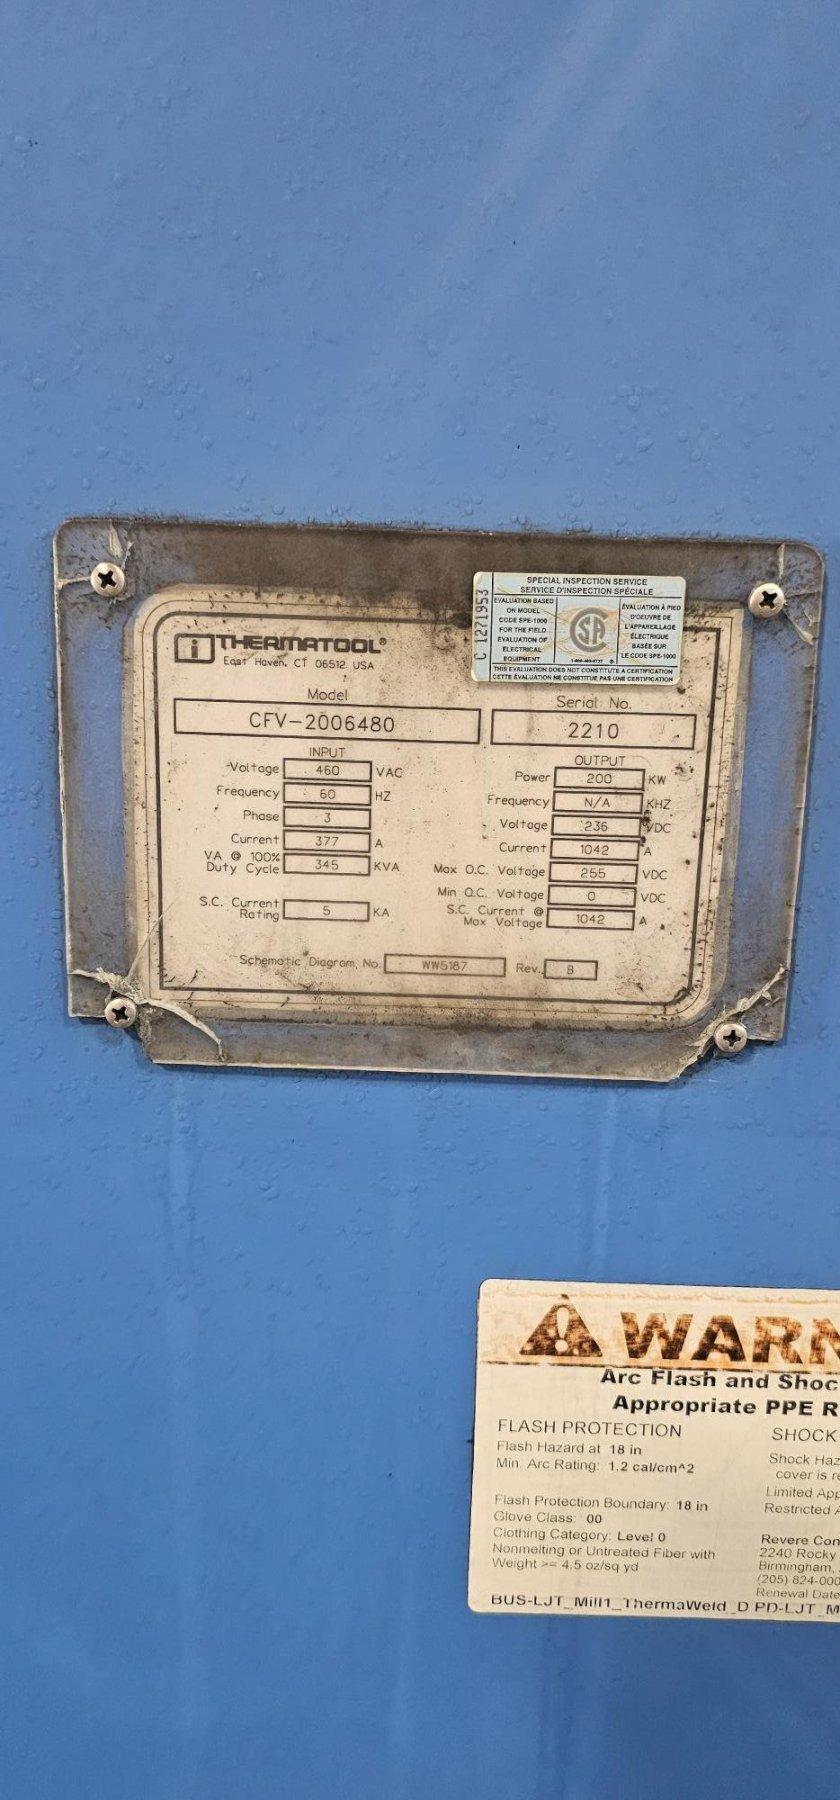 SPECIAL INSPECTION SERVICE
SERVICE D'INSPECTION SPÉCIALE
C 1271953
EVALUATION BASED
ON MODEL
CODE SPE-1000
FOR THE FIELD
EVALUATION OF
ELECTRICAL
EQUIPMENT
ÉVALUATION À PIED
D'OEUVRE DE
L'APPAREILLAGE
ÉLECTRIQUE
BASÉE SUR
LE CODE SPE-1000
THIS EVALUATION DOES NOT CONSTITUTE A CERTIFICATION
CETTE ÉVALUATION NE CONSTITUE PAS UNE CERTIFICATION
THERMATOOL®
East Haven, CT 06512 USA
Model
CFV-2006480
Serial No.
2210
INPUT
Voltage 460 VAC
Frequency 60 HZ
Phase 3
Current 377 A
VA @ 100%
Duty Cycle 345 KVA
S.C. Current
Rating 5 KA
OUTPUT
Power 200 KW
Frequency N/A KHZ
Voltage 236 VDC
Current 1042 A
Max O.C. Voltage 255 VDC
Min O.C. Voltage 0 VDC
S.C. Current @
Max Voltage 1042 A
Schematic Diagram, No. WW5187 Rev. B
WARN
Arc Flash and Shoc
Appropriate PPE R
FLASH PROTECTION
Flash Hazard at 18 in
Min. Arc Rating: 1.2 cal/cm^2
Flash Protection Boundary: 18 in
Glove Class: 00
Clothing Category: Level 0
Nonmelting or Untreated Fiber with
Weight >= 4.5 oz/sq yd
SHOCK
Shock Haz
cover is re
Limited App
Restricted A
Revere Con
2240 Rocky
Birmingham,
(205) 824-000
Renewal Date
BUS-LJT_Mill1_ThermaWeld_D PD-LJT_M